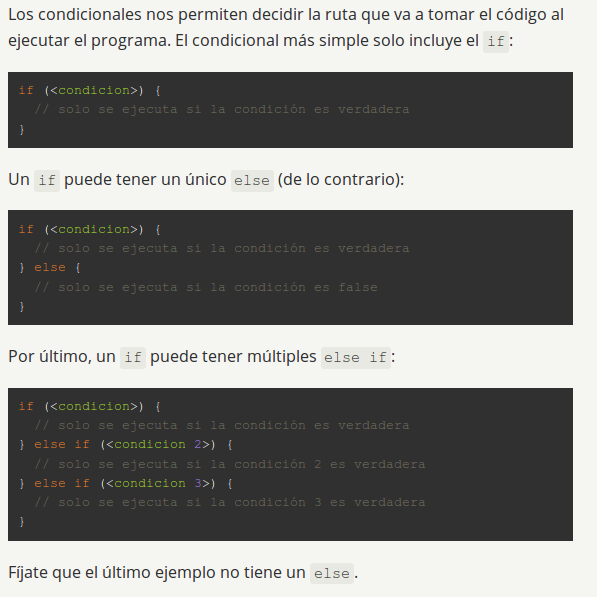 Los condicionales nos permiten decidir la ruta que va a tomar el código al
ejecutar el programa. El condicional más simple solo incluye el if:
if (<condicion>) {
  // solo se ejecuta si la condición es verdadera
}
Un if puede tener un único else (de lo contrario):
if (<condicion>) {
  // solo se ejecuta si la condición es verdadera
} else {
  // solo se ejecuta si la condición es false
}
Por último, un if puede tener múltiples else if:
if (<condicion>) {
  // solo se ejecuta si la condición es verdadera
} else if (<condicion 2>) {
  // solo se ejecuta si la condición 2 es verdadera
} else if (<condicion 3>) {
  // solo se ejecuta si la condición 3 es verdadera
}
Fíjate que el último ejemplo no tiene un else.